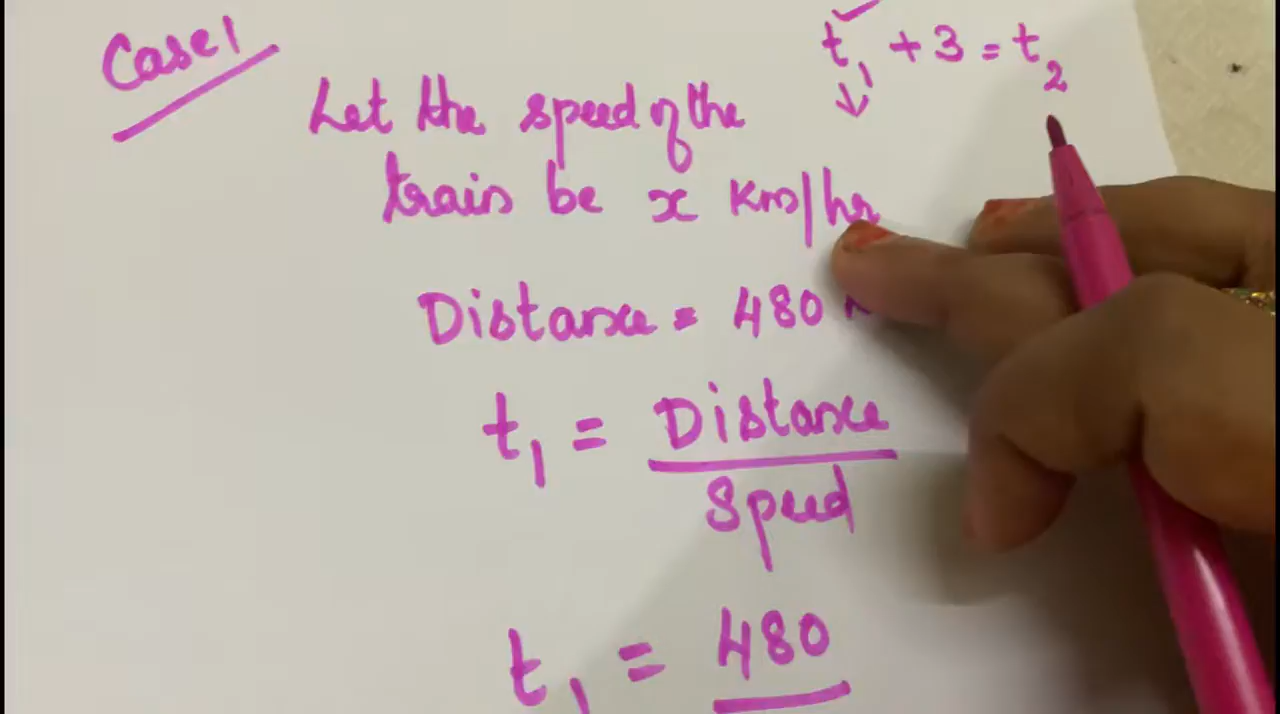 Case 1
t₁ + 3 = t₂
Let the speed of the
train be x Km/hr
Distance = 480
t₁ = Distance
Speed
t₁ = 480